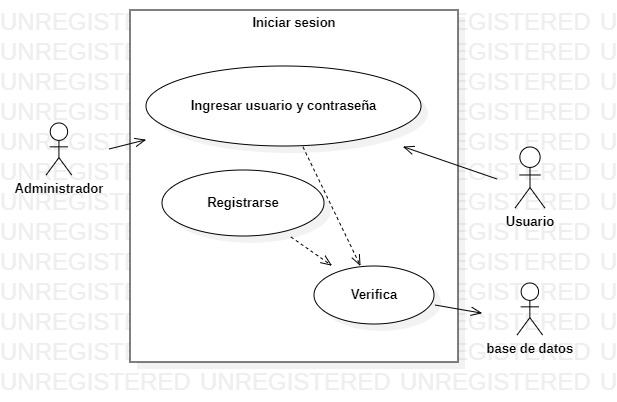 Iniciar sesion
Ingresar usuario y contraseña
Administrador
Registrarse
Usuario
Verifica
base de datos
UNREGISTERED UNREGISTERED UNREGISTERED U